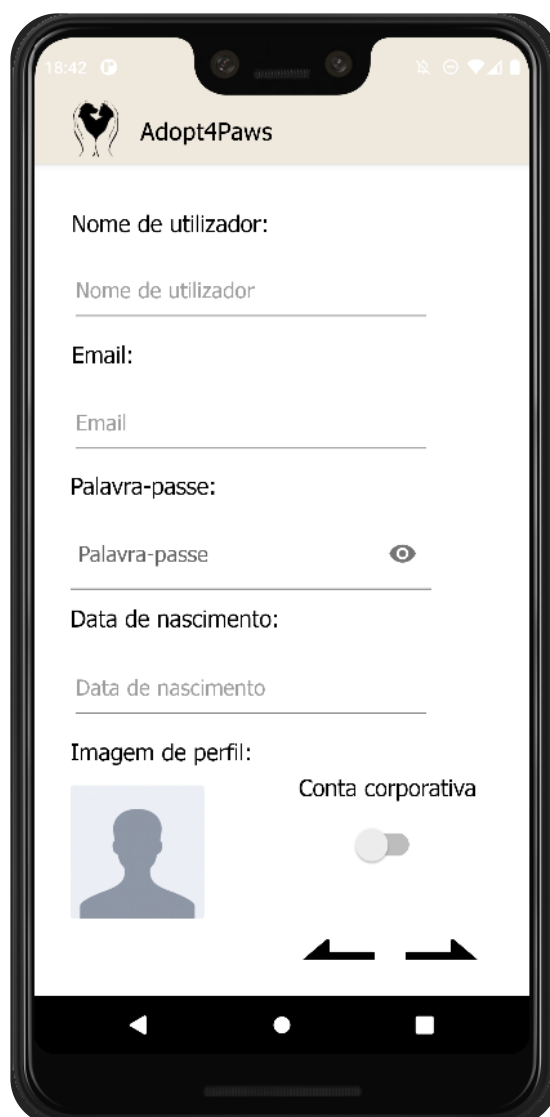 18:42
Adopt4Paws
Nome de utilizador:
Nome de utilizador
Email:
Email
Palavra-passe:
Palavra-passe
Data de nascimento:
Data de nascimento
Imagem de perfil:
Conta corporativa